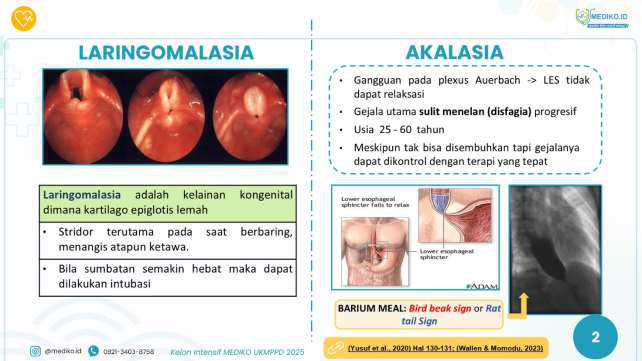 MEDIKO.ID
LARINGOMALASIA
Laringomalasia adalah kelainan kongenital
dimana kartilago epiglotis lemah
• Stridor terutama pada saat berbaring,
menangis atapun ketawa.
• Bila sumbatan semakin hebat maka dapat
dilakukan intubasi
AKALASIA
• Gangguan pada plexus Auerbach -> LES tidak
dapat relaksasi
• Gejala utama sulit menelan (disfagia) progresif
• Usia 25 - 60 tahun
• Meskipun tak bisa disembuhkan tapi gejalanya
dapat dikontrol dengan terapi yang tepat
Lower esophageal
sphincter fails to relax
Lower esophageal
sphincter
ADAM
BARIUM MEAL: Bird beak sign or Rat
tail Sign
(Yusuf et al., 2020) Hal 130-131; (Wallen & Momodu, 2023)
2
@mediko.id 0821-3403-8758 Kelon Intensif MEDIKO UKMPPD 2025